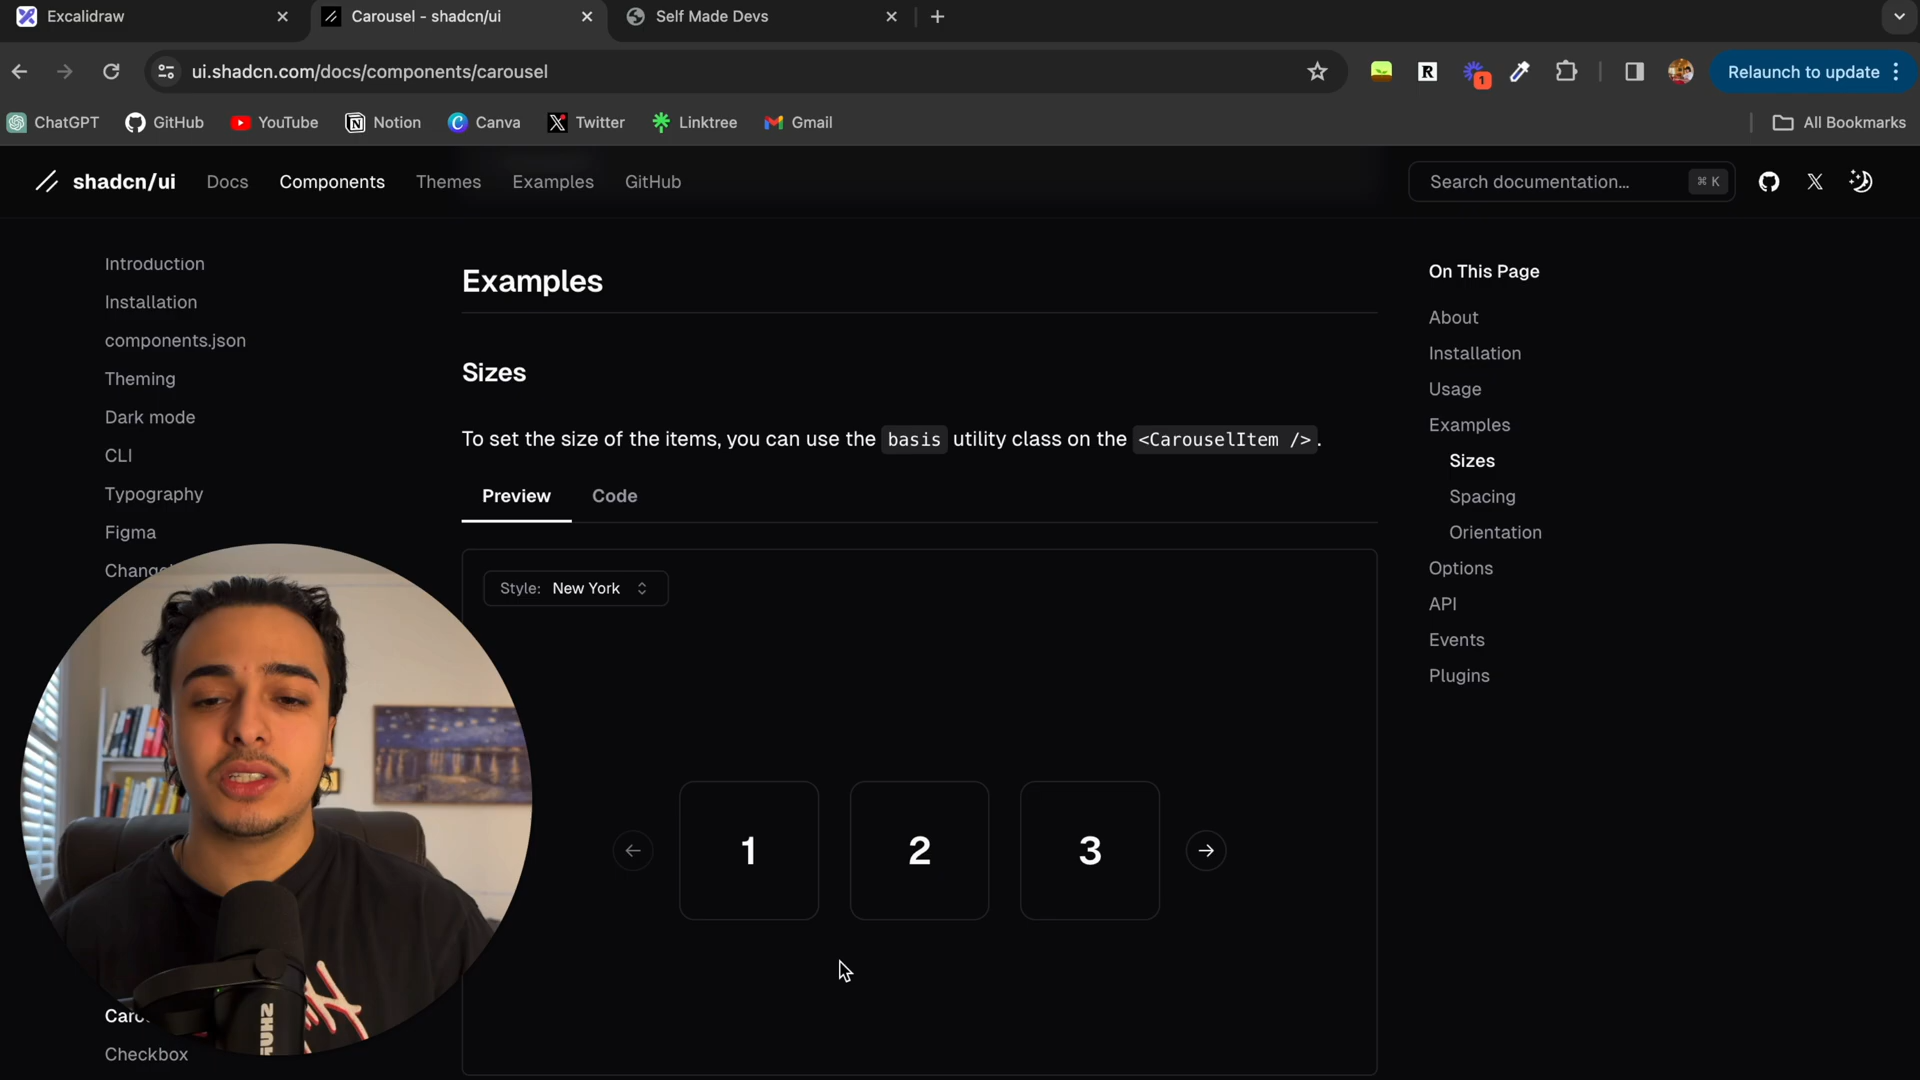 Excalidraw
Carousel - shadcn/ui
Self Made Devs
ui.shadcn.com/docs/components/carousel
R
1
Relaunch to update
ChatGPT
GitHub
YouTube
Notion
Canva
Twitter
Linktree
Gmail
All Bookmarks
shadcn/ui
Docs
Components
Themes
Examples
GitHub
Search documentation...
⌘ K
Introduction
Installation
components.json
Theming
Dark mode
CLI
Typography
Figma
Checkbox
Examples
Sizes
To set the size of the items, you can use the basis utility class on the <CarouselItem />.
Preview
Code
Style: New York
1
2
3
On This Page
About
Installation
Usage
Examples
Sizes
Spacing
Orientation
Options
API
Events
Plugins